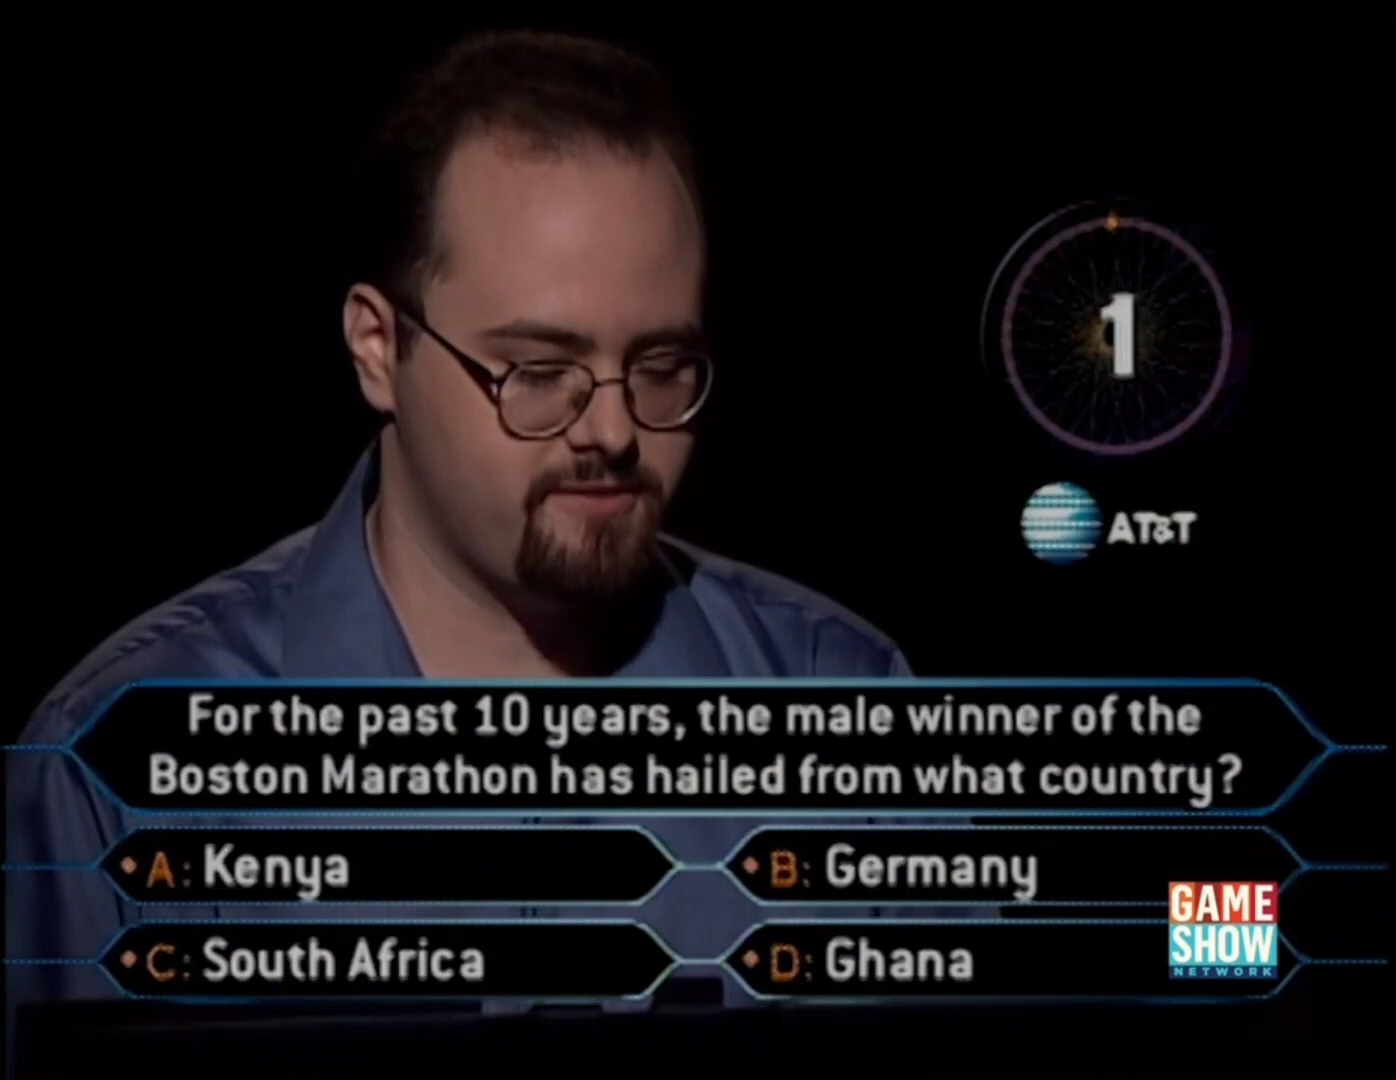 1
AT&T
For the past 10 years, the male winner of the
Boston Marathon has hailed from what country?
A: Kenya
B: Germany
C: South Africa
D: Ghana
GAME
SHOW
NETWORK